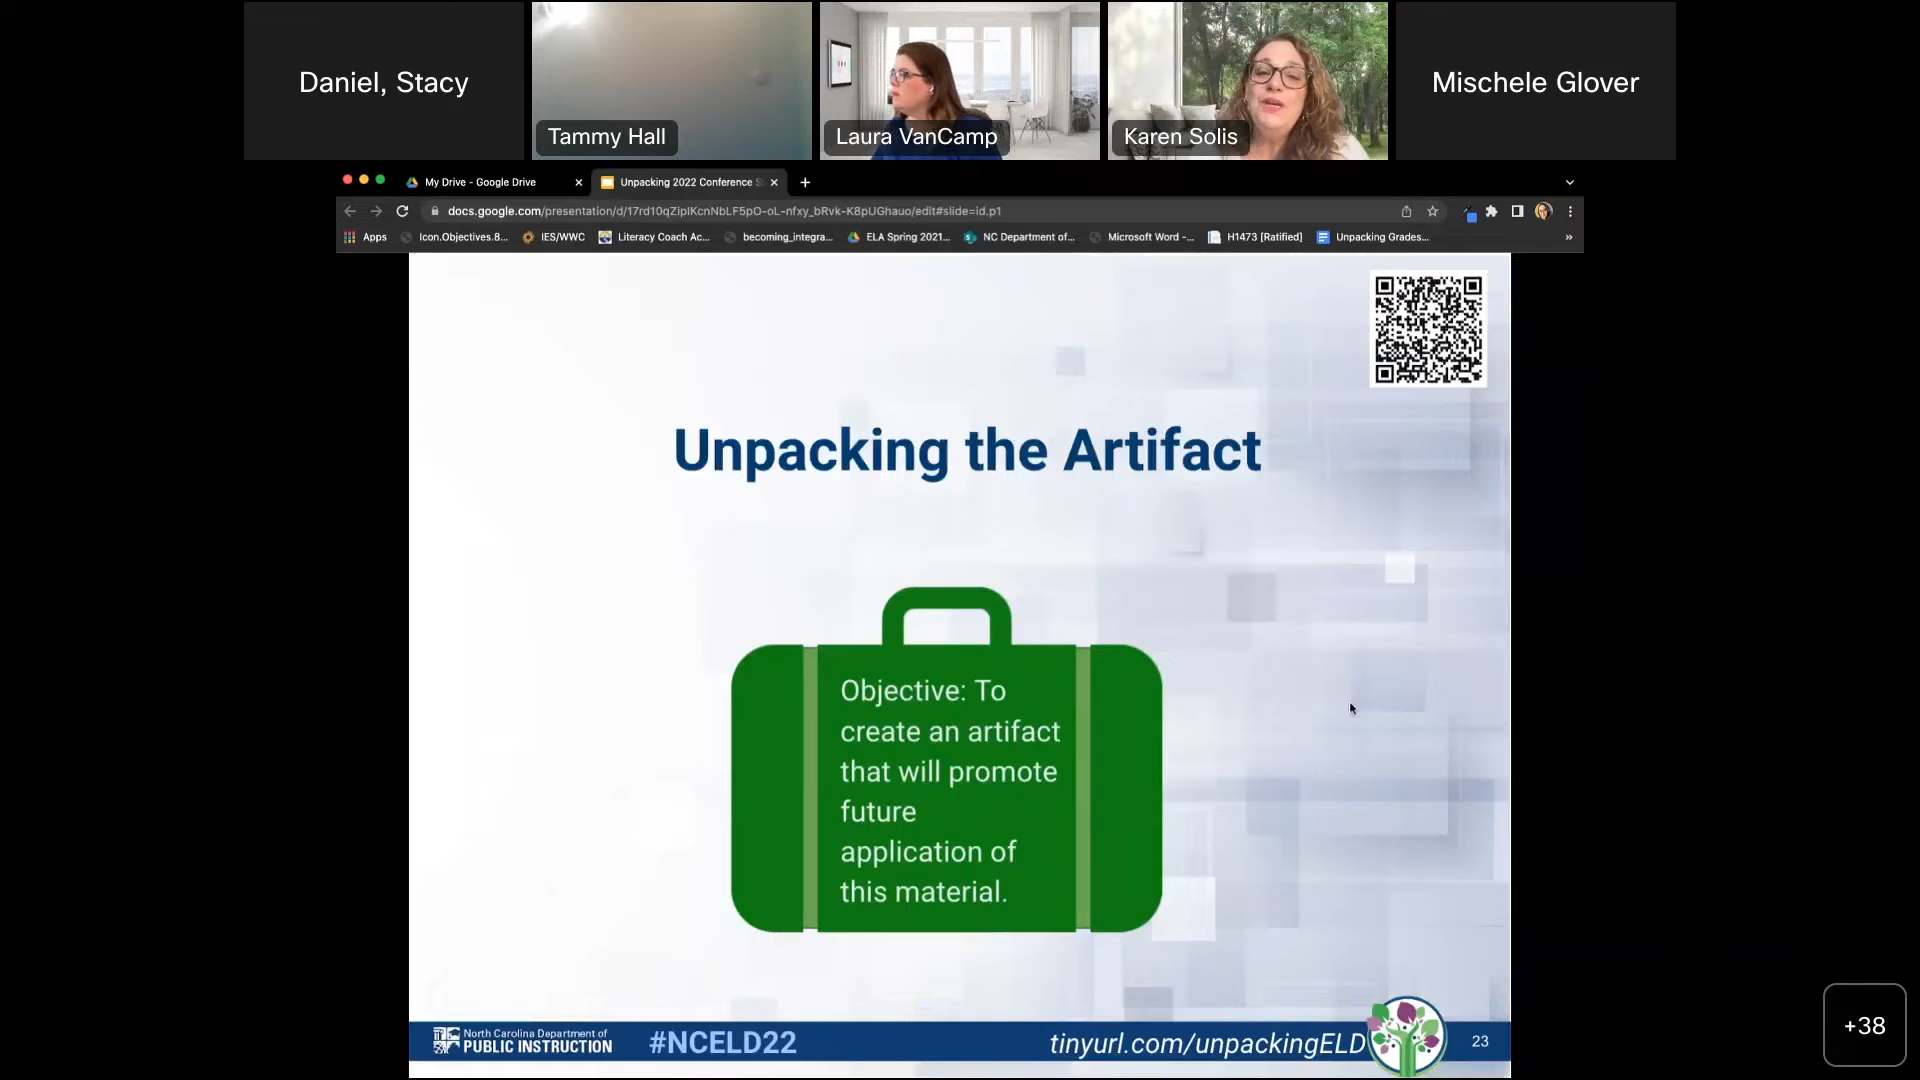 Daniel, Stacy
Tammy Hall
Laura VanCamp
Karen Solis
Mischele Glover
My Drive - Google Drive
Unpacking 2022 Conference S
docs.google.com/presentation/d/17rd10qZipIKcnNbLF5pO-oL-nfxy_bRvk-K8pUGhauo/edit#slide=id.p1
Apps
Icon.Objectives.8...
IES/WWC
Literacy Coach Ac...
becoming_integra...
ELA Spring 2021...
NC Department of...
Microsoft Word -...
H1473 [Ratified]
Unpacking Grades...
»
Unpacking the Artifact
Objective: To
create an artifact
that will promote
future
application of
this material.
North Carolina Department of
PUBLIC INSTRUCTION
#NCELD22
tinyurl.com/unpackingELD
23
+38